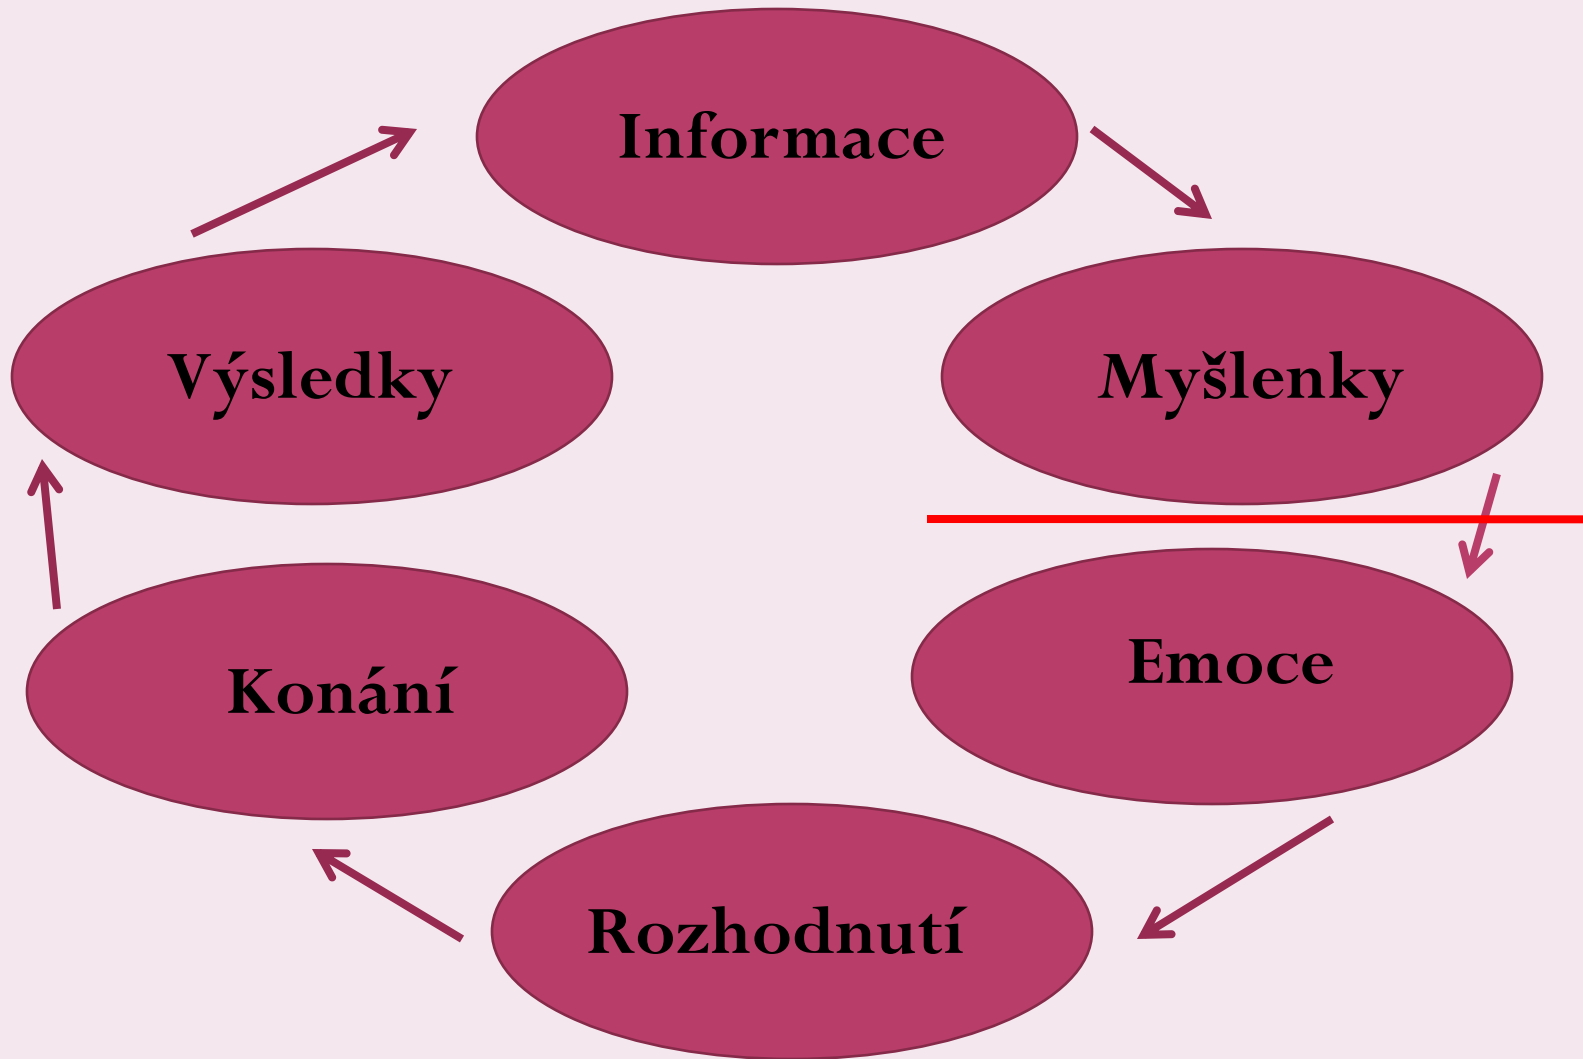 Informace
Výsledky
Myšlenky
Konání
Emoce
Rozhodnutí